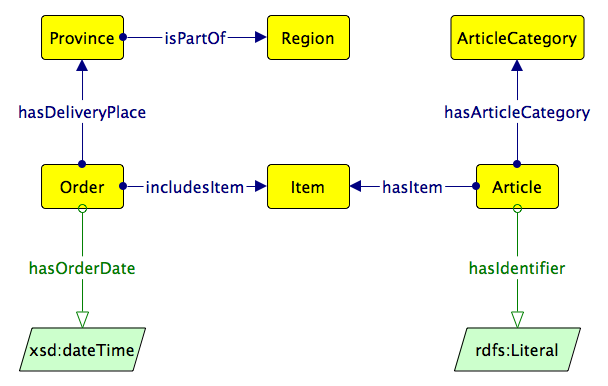 Province
isPartOf
Region
ArticleCategory
hasDeliveryPlace
hasArticleCategory
Order
includesItem
Item
hasItem
Article
hasOrderDate
hasIdentifier
xsd:dateTime
rdfs:Literal